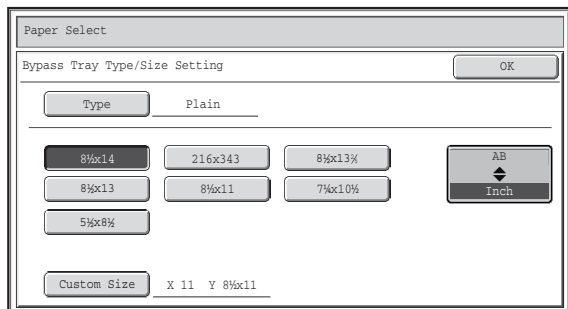 Paper Select
Bypass Tray Type/Size Setting OK
Type Plain
8½x14 216x343 8½x13⅖ AB
8½x13 8½x11 7¼x10½ Inch
5½x8½
Custom Size X 11 Y 8½x11